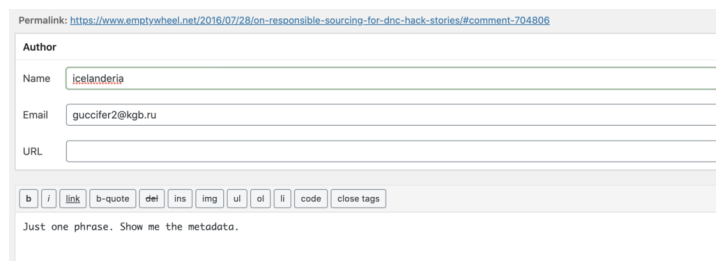 Permalink: https://www.emptywheel.net/2016/07/28/on-responsible-sourcing-for-dnc-hack-stories/#comment-704806
Author
Name icelanderia
Email guccifer2@kgb.ru
URL
b i link b-quote del ins img ul ol li code close tags
Just one phrase. Show me the metadata.